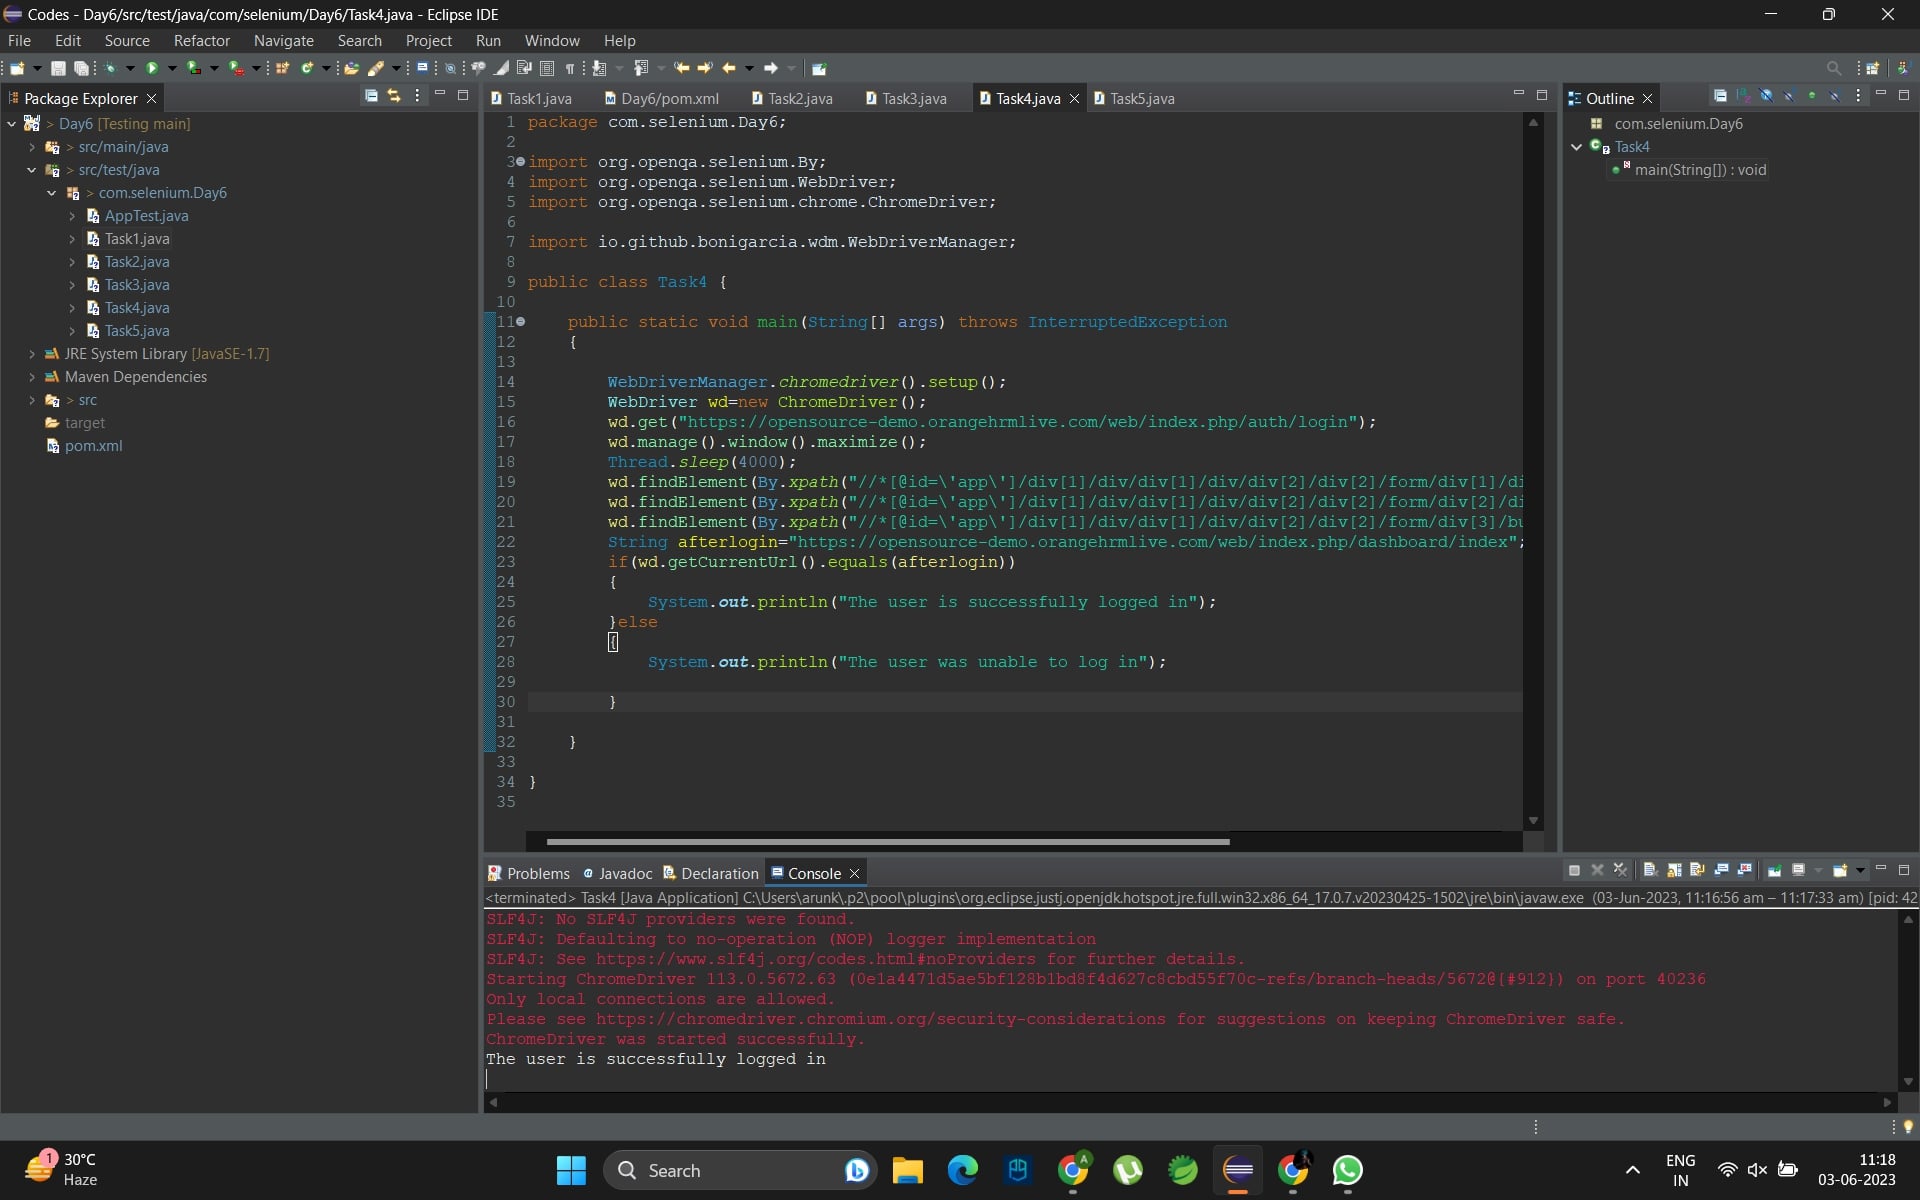 Codes - Day6/src/test/java/com/selenium/Day6/Task4.java - Eclipse IDE
File Edit Source Refactor Navigate Search Project Run Window Help
Package Explorer
> Day6 [Testing main]
> src/main/java
> src/test/java
> com.selenium.Day6
AppTest.java
Task1.java
Task2.java
Task3.java
Task4.java
Task5.java
JRE System Library [JavaSE-1.7]
Maven Dependencies
> src
target
pom.xml
Task1.java Day6/pom.xml Task2.java Task3.java Task4.java Task5.java
1 package com.selenium.Day6;
2
3 import org.openqa.selenium.By;
4 import org.openqa.selenium.WebDriver;
5 import org.openqa.selenium.chrome.ChromeDriver;
6
7 import io.github.bonigarcia.wdm.WebDriverManager;
8
9 public class Task4 {
10
11 public static void main(String[] args) throws InterruptedException
12 {
13
14 WebDriverManager.chromedriver().setup();
15 WebDriver wd=new ChromeDriver();
16 wd.get("https://opensource-demo.orangehrmlive.com/web/index.php/auth/login");
17 wd.manage().window().maximize();
18 Thread.sleep(4000);
19 wd.findElement(By.xpath("//*[@id=\'app\']/div[1]/div/div[1]/div/div[2]/div[2]/form/div[1]/di
20 wd.findElement(By.xpath("//*[@id=\'app\']/div[1]/div/div[1]/div/div[2]/div[2]/form/div[2]/di
21 wd.findElement(By.xpath("//*[@id=\'app\']/div[1]/div/div[1]/div/div[2]/div[2]/form/div[3]/bu
22 String afterlogin="https://opensource-demo.orangehrmlive.com/web/index.php/dashboard/index";
23 if(wd.getCurrentUrl().equals(afterlogin))
24 {
25 System.out.println("The user is successfully logged in");
26 }else
27 {
28 System.out.println("The user was unable to log in");
29
30 }
31
32 }
33
34 }
35
Outline
com.selenium.Day6
Task4
main(String[]) : void
Problems Javadoc Declaration Console
<terminated> Task4 [Java Application] C:\Users\arunk\.p2\pool\plugins\org.eclipse.justj.openjdk.hotspot.jre.full.win32.x86_64_17.0.7.v20230425-1502\jre\bin\javaw.exe (03-Jun-2023, 11:16:56 am – 11:17:33 am) [pid: 42
SLF4J: No SLF4J providers were found.
SLF4J: Defaulting to no-operation (NOP) logger implementation
SLF4J: See https://www.slf4j.org/codes.html#noProviders for further details.
Starting ChromeDriver 113.0.5672.63 (0e1a4471d5ae5bf128b1bd8f4d627c8cbd55f70c-refs/branch-heads/5672@{#912}) on port 40236
Only local connections are allowed.
Please see https://chromedriver.chromium.org/security-considerations for suggestions on keeping ChromeDriver safe.
ChromeDriver was started successfully.
The user is successfully logged in
1
30°C
Haze
Search
ENG
IN
11:18
03-06-2023